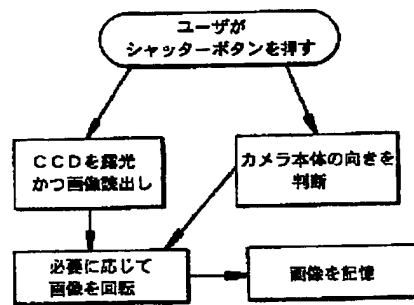 ユーザが
シャッターボタンを押す
ＣＣＤを露光
かつ画像読出し
カメラ本体の向きを
判断
必要に応じて
画像を回転
画像を記憶